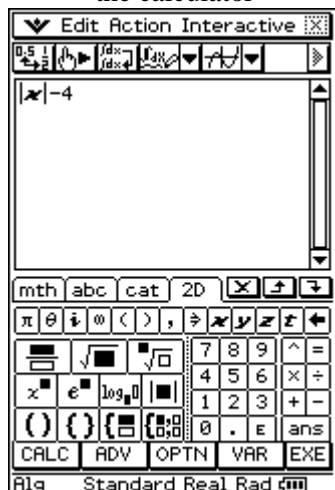 the calculator
Edit Action Interactive
|x|-4
mth abc cat 2D
π θ i ∞ ( ) , ⇒ x y z t
7 8 9 ^ =
4 5 6 × ÷
x e log |■| 1 2 3 + -
( ) { } { { 0 . E ans
CALC ADV OPTN VAR EXE
Alg Standard Real Rad